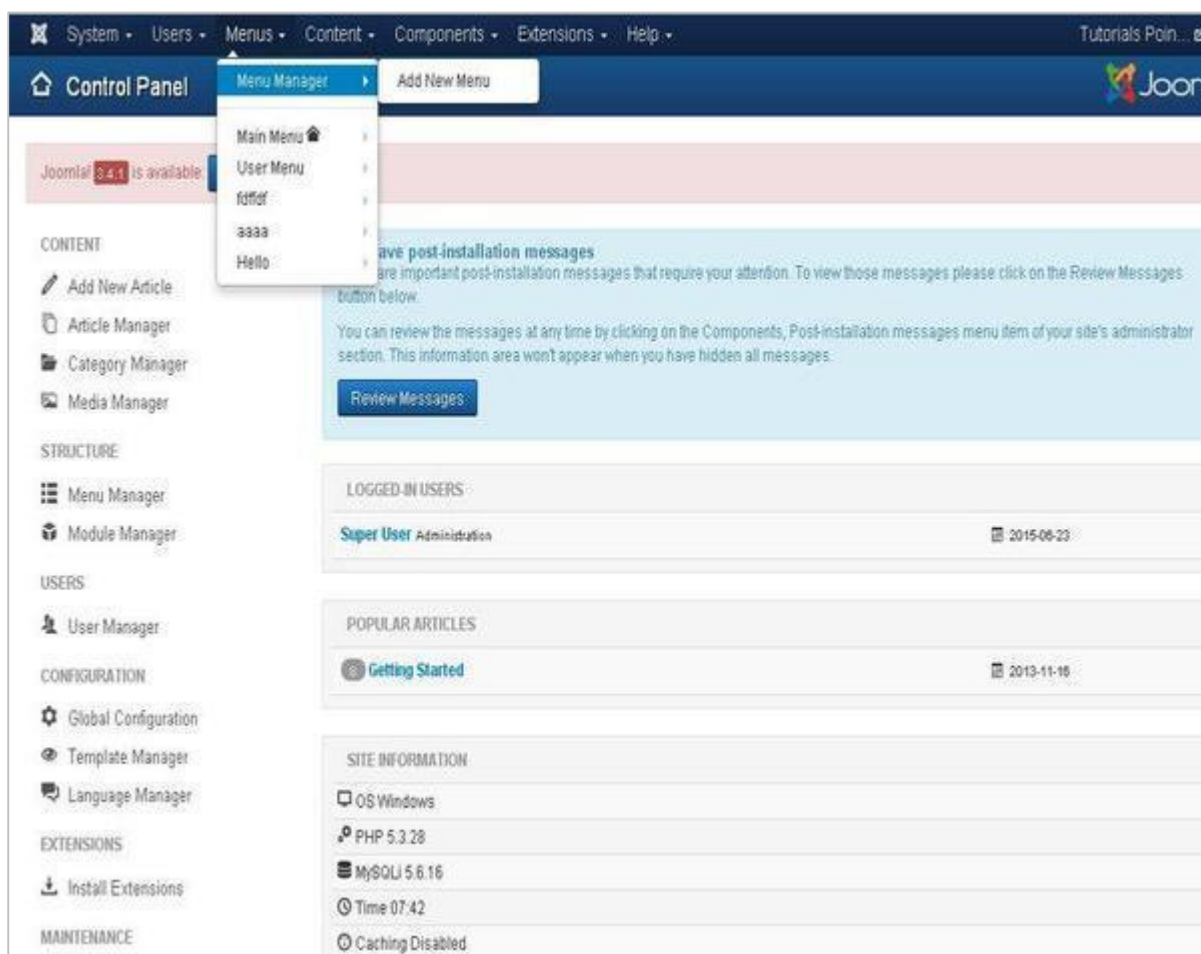 System Users Menus Content Components Extensions Help Tutorials Poin...
Control Panel
Menu Manager
Add New Menu
Joom
Main Menu
User Menu
aaaa
Hello
Joomla! 3.4.1 is available.
CONTENT
Add New Article
Article Manager
Category Manager
Media Manager
STRUCTURE
Menu Manager
Module Manager
USERS
User Manager
CONFIGURATION
Global Configuration
Template Manager
Language Manager
EXTENSIONS
Install Extensions
MAINTENANCE
ave post-installation messages
are important post-installation messages that require your attention. To view those messages please click on the Review Messages
button below.
You can review the messages at any time by clicking on the Components, Post-installation messages menu item of your site's administrator
section. This information area won't appear when you have hidden all messages.
Review Messages
LOGGED-IN USERS
Super User Administration 2015-06-23
POPULAR ARTICLES
Getting Started 2013-11-16
SITE INFORMATION
OS Windows
PHP 5.3.28
MySQLi 5.6.16
Time 07:42
Caching Disabled